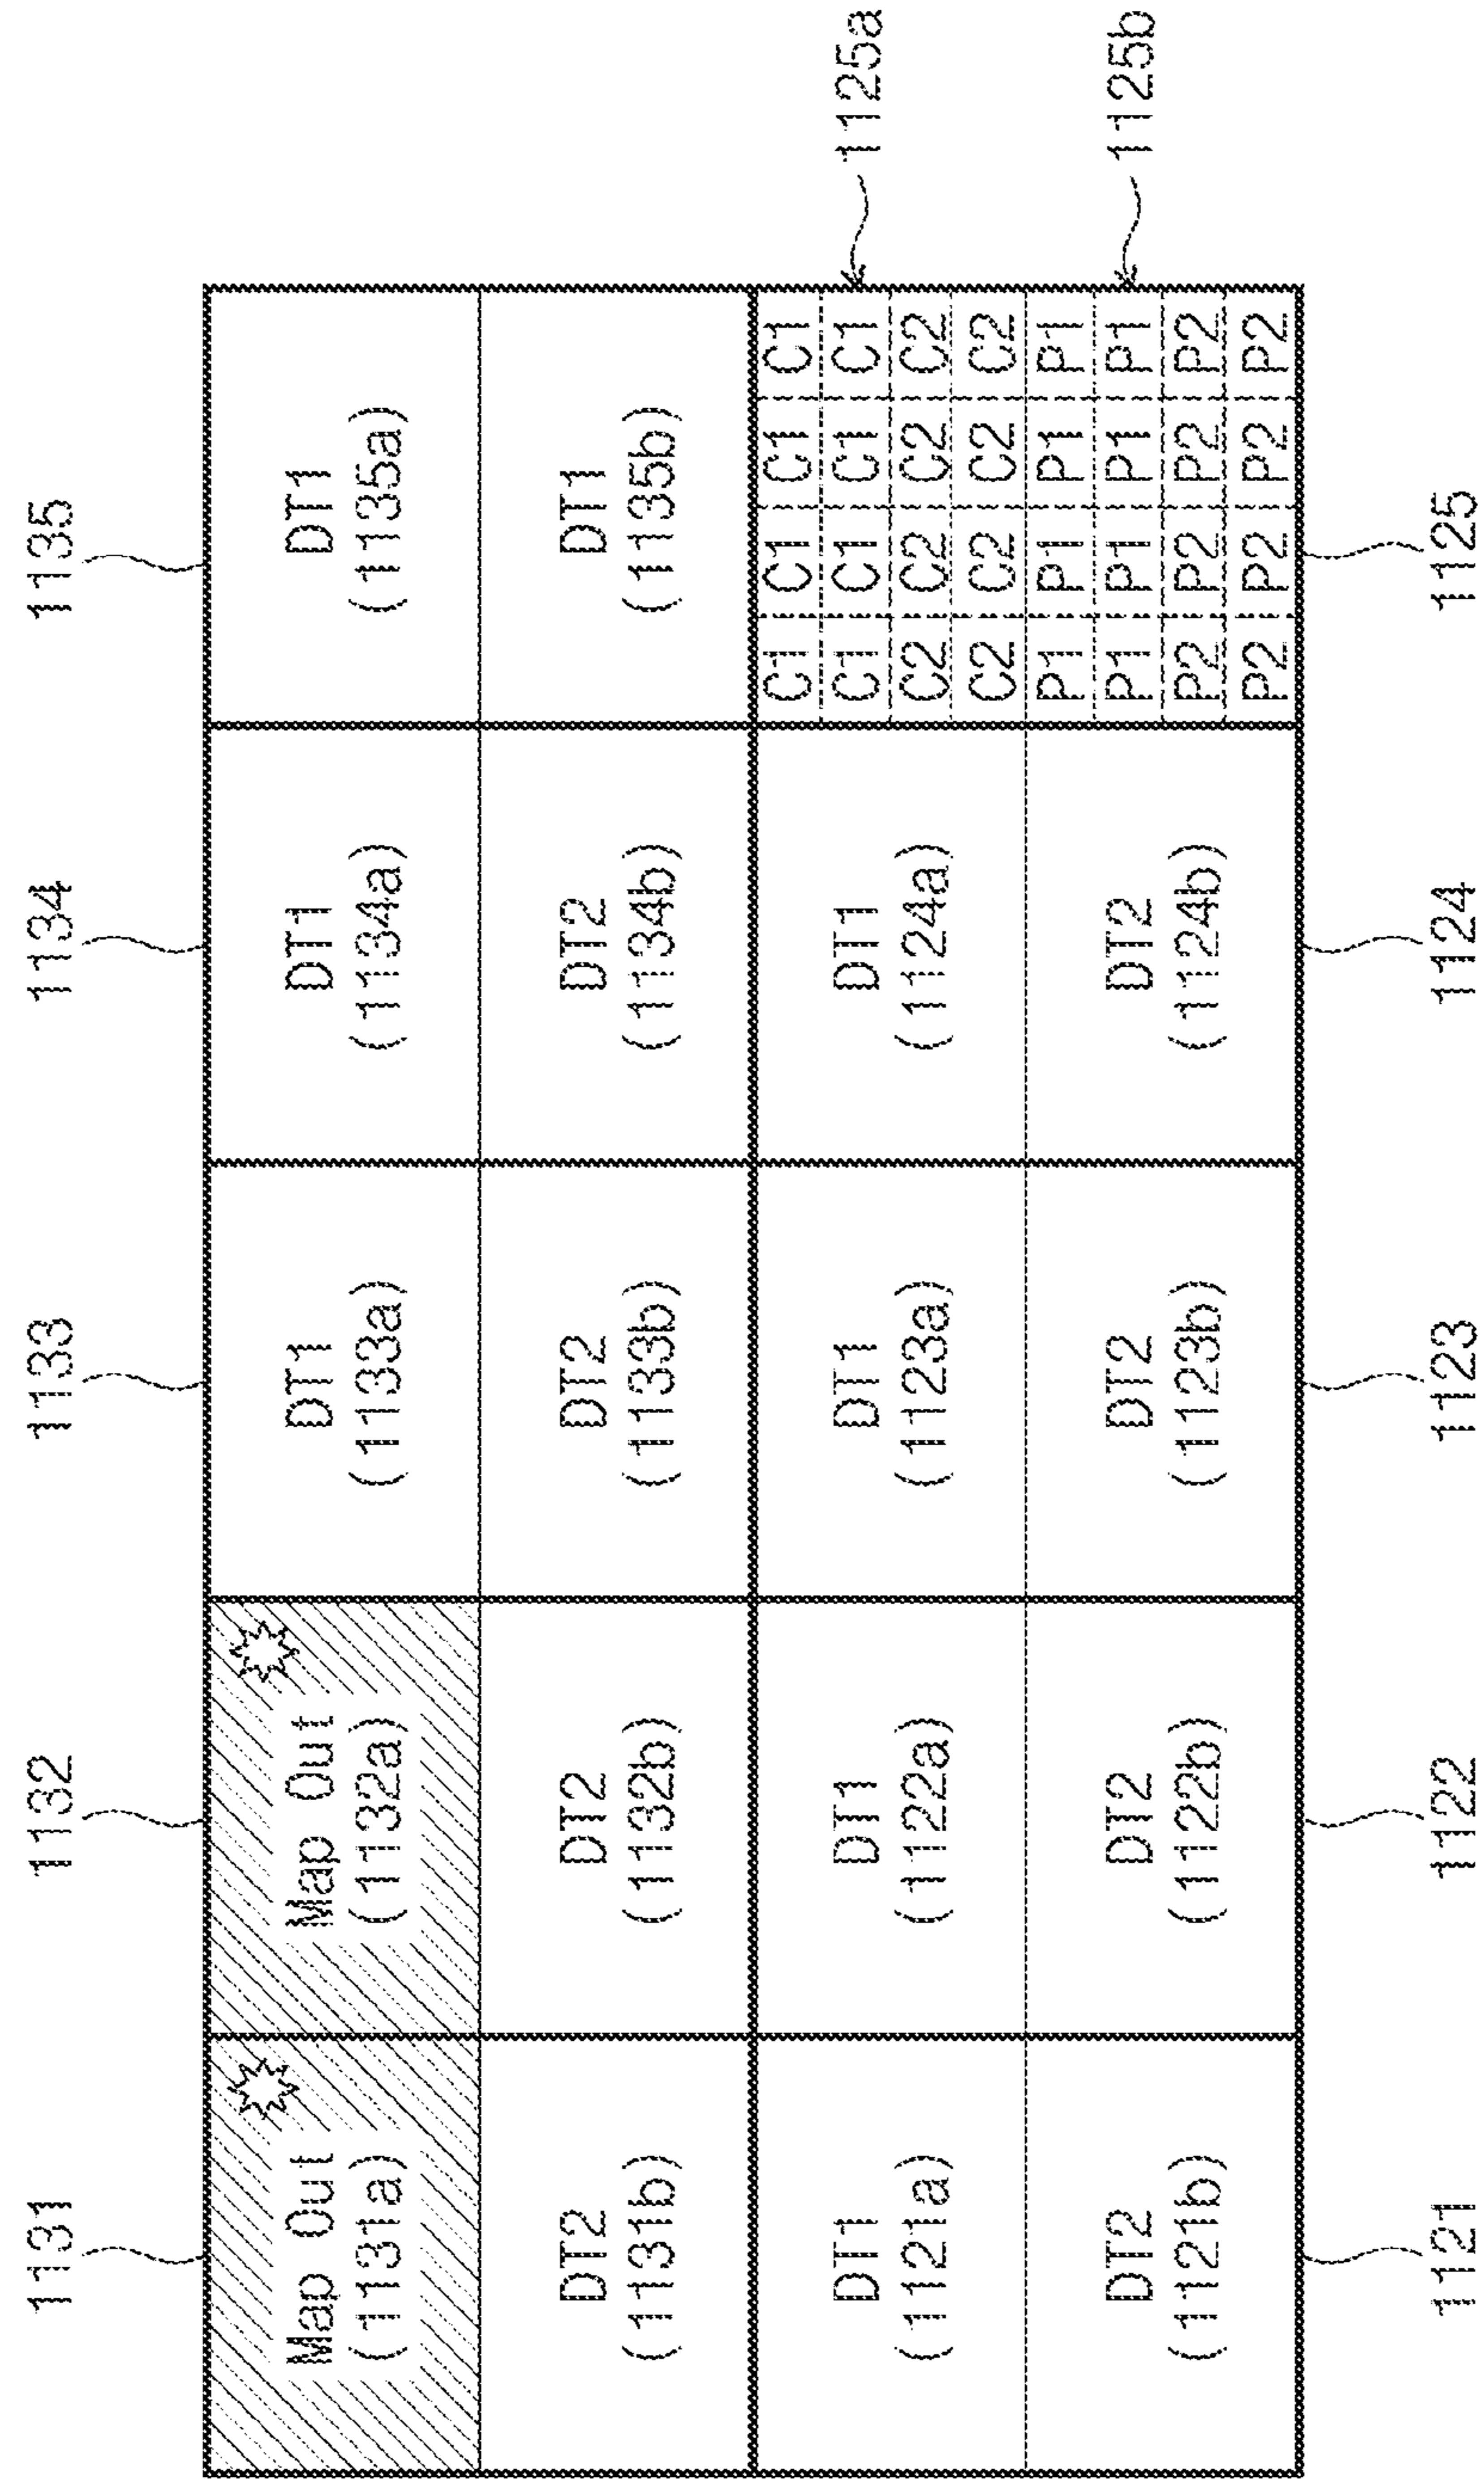 1131 1132 1133 1134 1135
Map Out Map Out DT1 DT1 DT1
(1131a) (1132a) (1133a) (1134a) (1135a)
DT2 DT2 DT2 DT2 DT1
(1131b) (1132b) (1133b) (1134b) (1135b)
C1 C1 C1 C1
DT1 DT1 DT1 DT1 C1 C1 C1 C1 1125a
(1121a) (1122a) (1123a) (1124a) C2 C2 C2 C2
C2 C2 C2 C2
P1 P1 P1 P1
DT2 DT2 DT2 DT2 P1 P1 P1 P1 1125b
(1121b) (1122b) (1123b) (1124b) P2 P2 P2 P2
P2 P2 P2 P2
1121 1122 1123 1124 1125